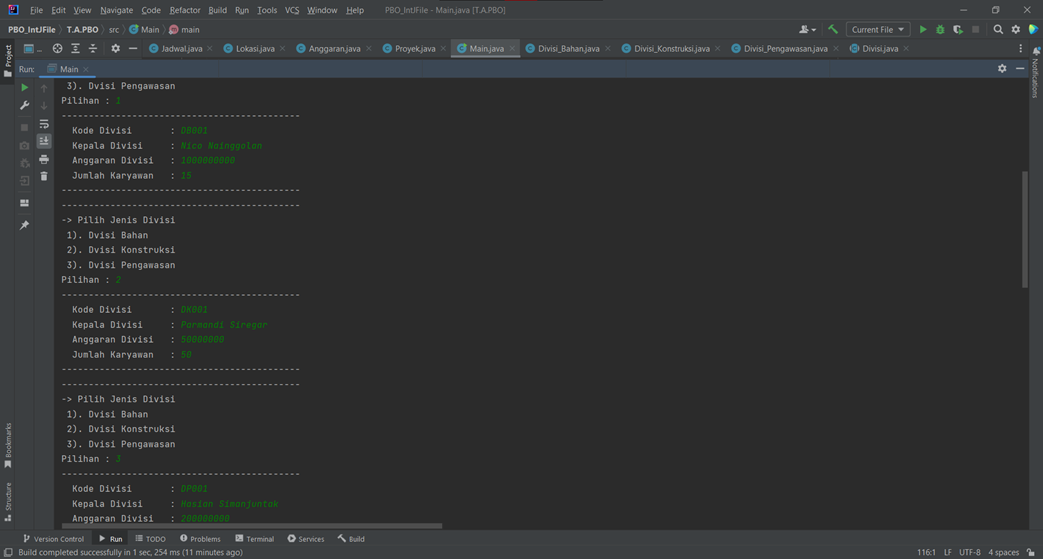 File Edit View Navigate Code Refactor Build Run Tools VCS Window Help PBO_IntJFile - Main.java [T.A.PBO]
PBO_IntJFile T.A.PBO src Main main Current File
Project
Jadwal.java Lokasi.java Anggaran.java Proyek.java Main.java Divisi_Bahan.java Divisi_Konstruksi.java Divisi_Pengawasan.java Divisi.java
Notifications
Run: Main
3). Dvisi Pengawasan
Pilihan : 1
--------------------------------------------
Kode Divisi : DB001
Kepala Divisi : Nico Nainggolan
Anggaran Divisi : 1000000000
Jumlah Karyawan : 15
--------------------------------------------
--------------------------------------------
-> Pilih Jenis Divisi
1). Dvisi Bahan
2). Dvisi Konstruksi
3). Dvisi Pengawasan
Pilihan : 2
--------------------------------------------
Kode Divisi : DK001
Kepala Divisi : Parmandi Siregar
Anggaran Divisi : 50000000
Jumlah Karyawan : 50
--------------------------------------------
--------------------------------------------
-> Pilih Jenis Divisi
1). Dvisi Bahan
2). Dvisi Konstruksi
3). Dvisi Pengawasan
Pilihan : 3
--------------------------------------------
Kode Divisi : DP001
Kepala Divisi : Hasian Simanjuntak
Anggaran Divisi : 200000000
Bookmarks
Structure
Version Control Run TODO Problems Terminal Services Build
Build completed successfully in 1 sec, 254 ms (11 minutes ago) 116:1 LF UTF-8 4 spaces